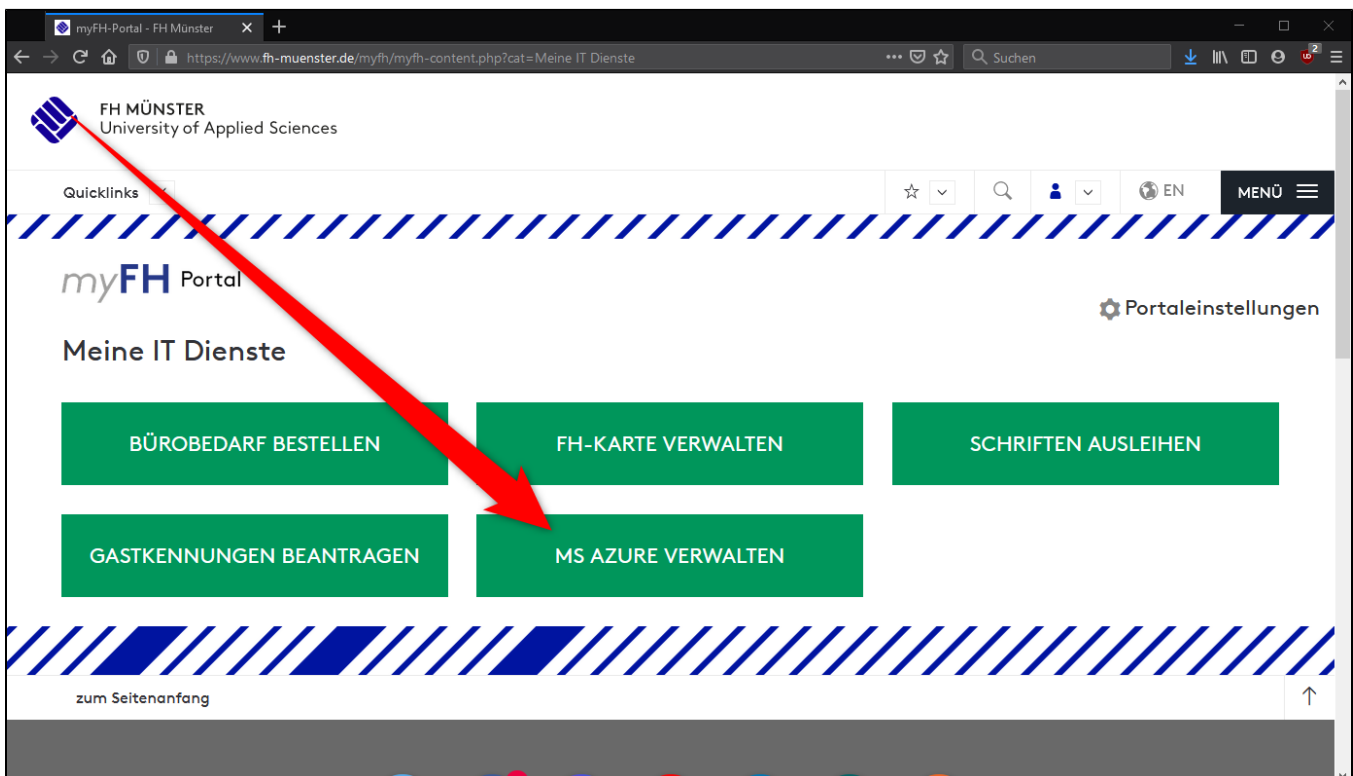 myFH-Portal - FH Münster
https://www.fh-muenster.de/myfh/myfh-content.php?cat=Meine IT Dienste
Suchen
2
FH MÜNSTER
University of Applied Sciences
Quicklinks
EN
MENÜ
myFH Portal
Portaleinstellungen
Meine IT Dienste
BÜROBEDARF BESTELLEN
FH-KARTE VERWALTEN
SCHRIFTEN AUSLEIHEN
GASTKENNUNGEN BEANTRAGEN
MS AZURE VERWALTEN
zum Seitenanfang